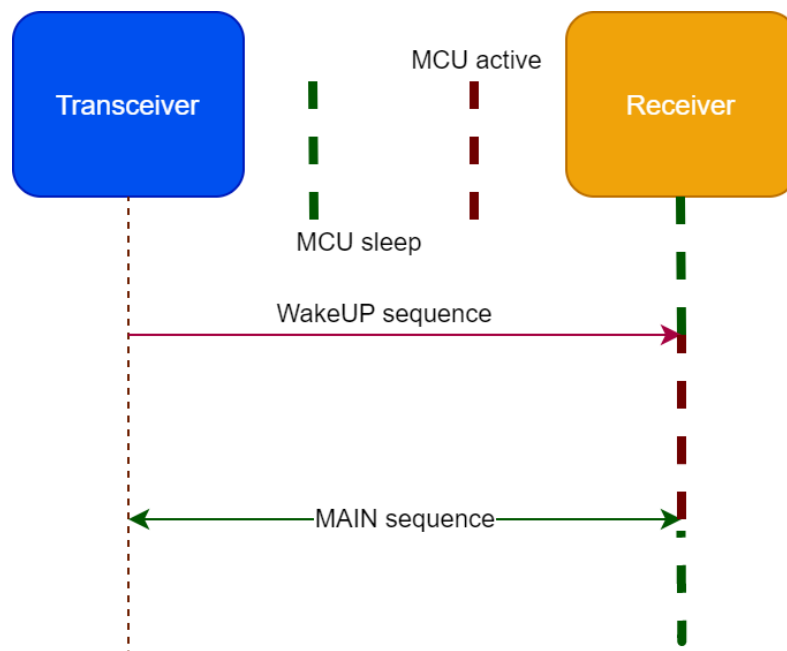 MCU active
Transceiver
Receiver
MCU sleep
WakeUP sequence
MAIN sequence